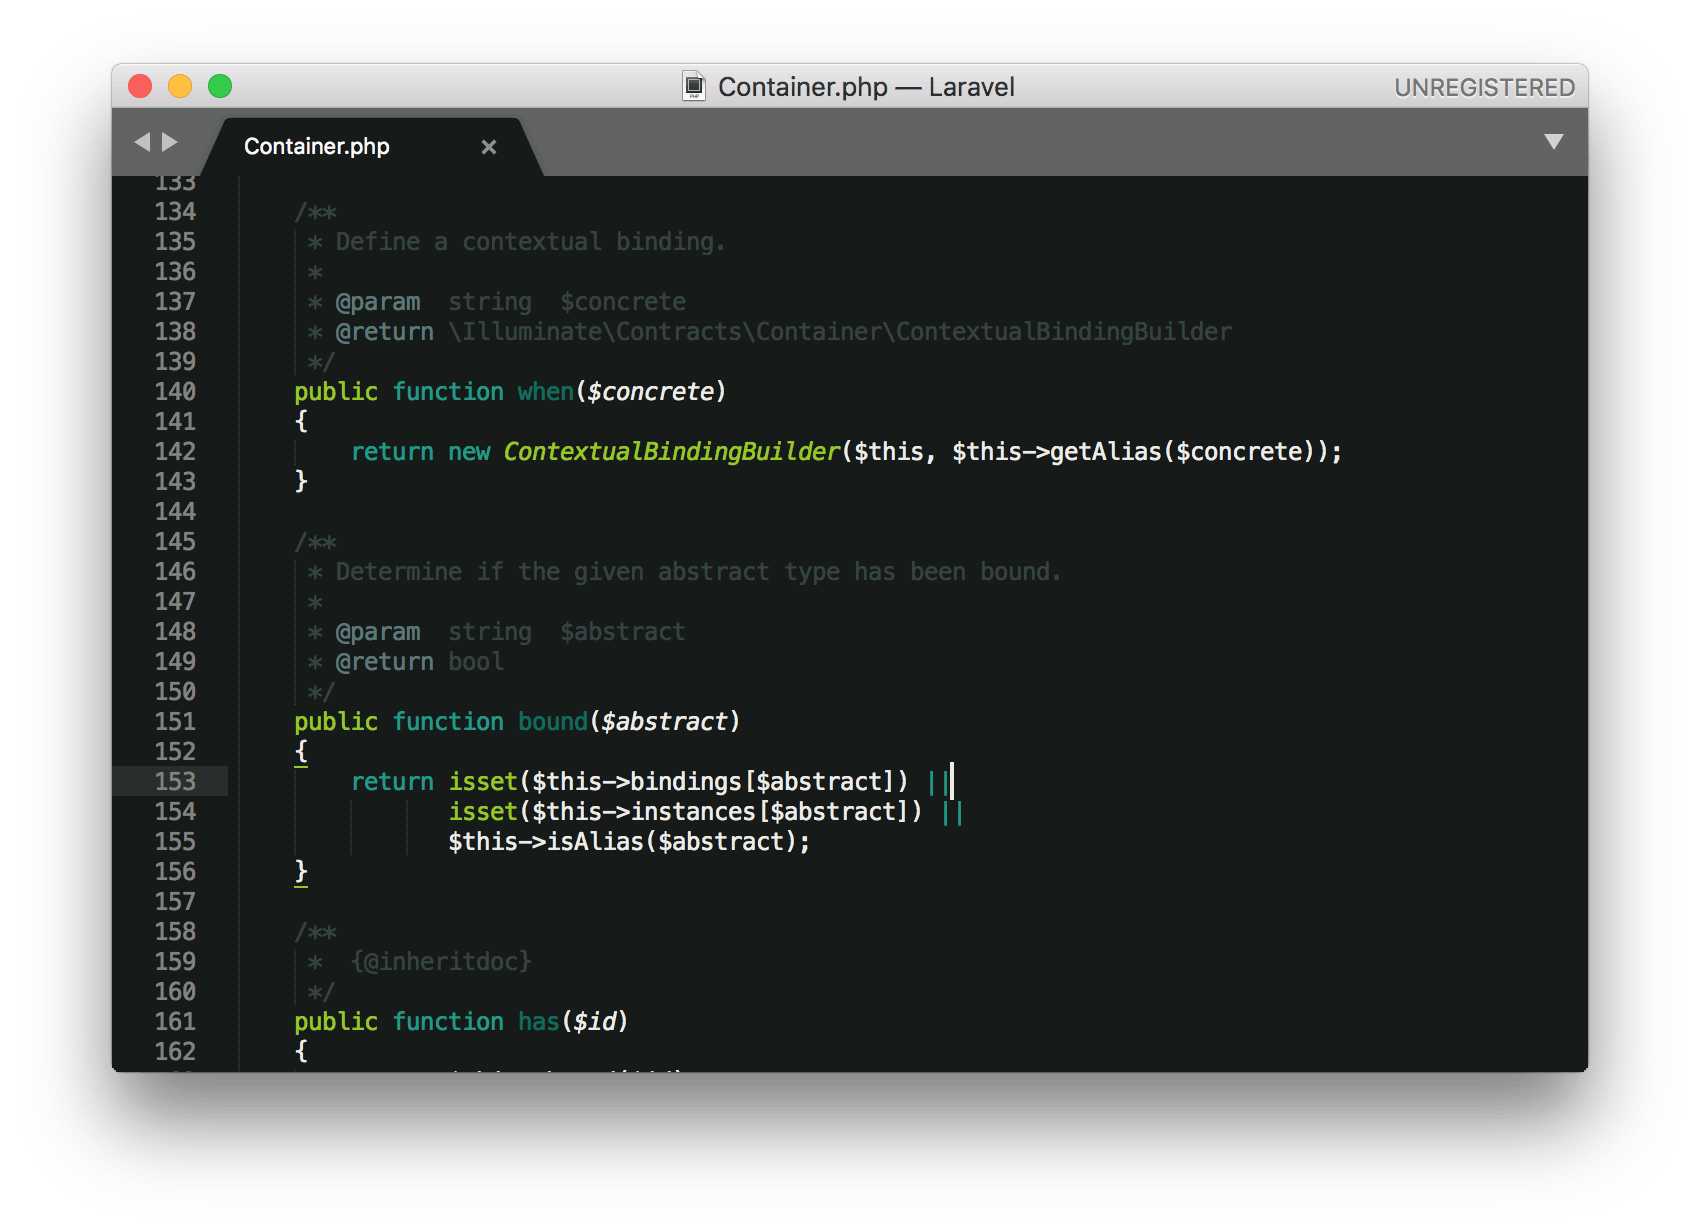 Container.php — Laravel
UNREGISTERED
Container.php
133
134 /**
135 * Define a contextual binding.
136 *
137 * @param  string  $concrete
138 * @return \Illuminate\Contracts\Container\ContextualBindingBuilder
139 */
140 public function when($concrete)
141 {
142 return new ContextualBindingBuilder($this, $this->getAlias($concrete));
143 }
144
145 /**
146 * Determine if the given abstract type has been bound.
147 *
148 * @param  string  $abstract
149 * @return bool
150 */
151 public function bound($abstract)
152 {
153 return isset($this->bindings[$abstract]) ||
154 isset($this->instances[$abstract]) ||
155 $this->isAlias($abstract);
156 }
157
158 /**
159 *  {@inheritdoc}
160 */
161 public function has($id)
162 {